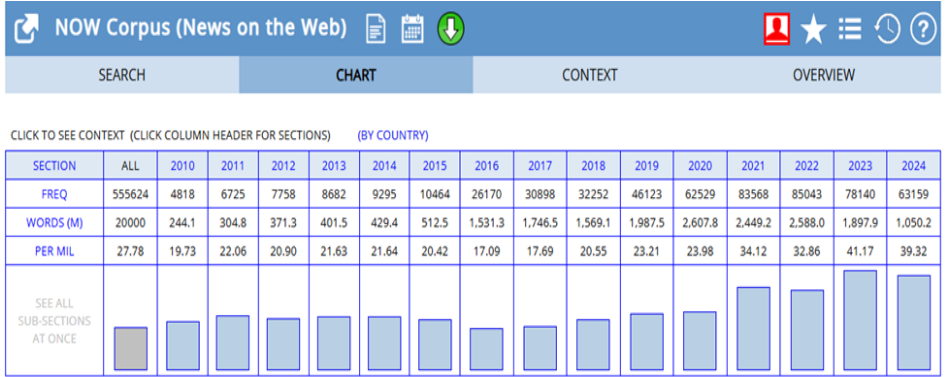 NOW Corpus (News on the Web)
SEARCH CHART CONTEXT OVERVIEW
CLICK TO SEE CONTEXT (CLICK COLUMN HEADER FOR SECTIONS) (BY COUNTRY)
SECTION ALL 2010 2011 2012 2013 2014 2015 2016 2017 2018 2019 2020 2021 2022 2023 2024
FREQ 555624 4818 6725 7758 8682 9295 10464 26170 30898 32252 46123 62529 83568 85043 78140 63159
WORDS (M) 20000 244.1 304.8 371.3 401.5 429.4 512.5 1,531.3 1,746.5 1,569.1 1,987.5 2,607.8 2,449.2 2,588.0 1,897.9 1,050.2
PER MIL 27.78 19.73 22.06 20.90 21.63 21.64 20.42 17.09 17.69 20.55 23.21 23.98 34.12 32.86 41.17 39.32
SEE ALL
SUB-SECTIONS
AT ONCE